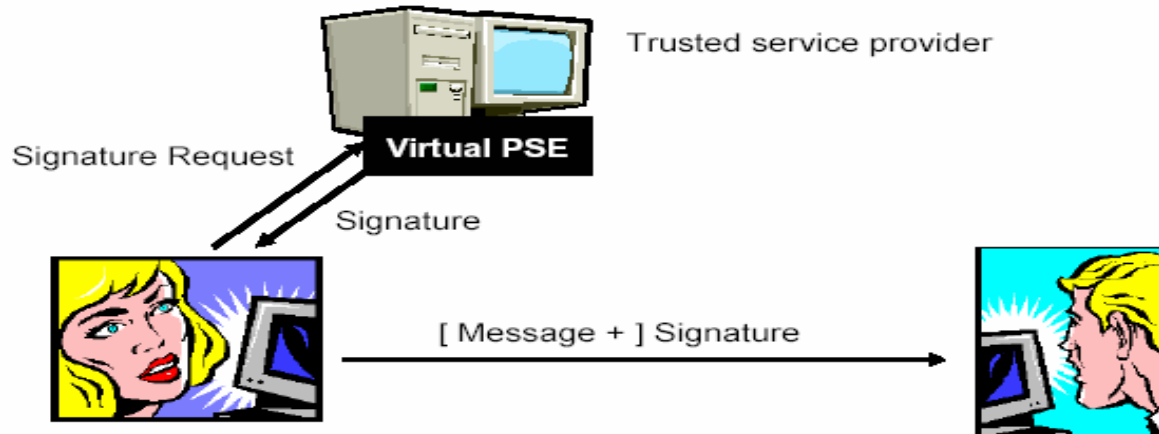 Trusted service provider
Virtual PSE
Signature Request
Signature
[ Message + ] Signature